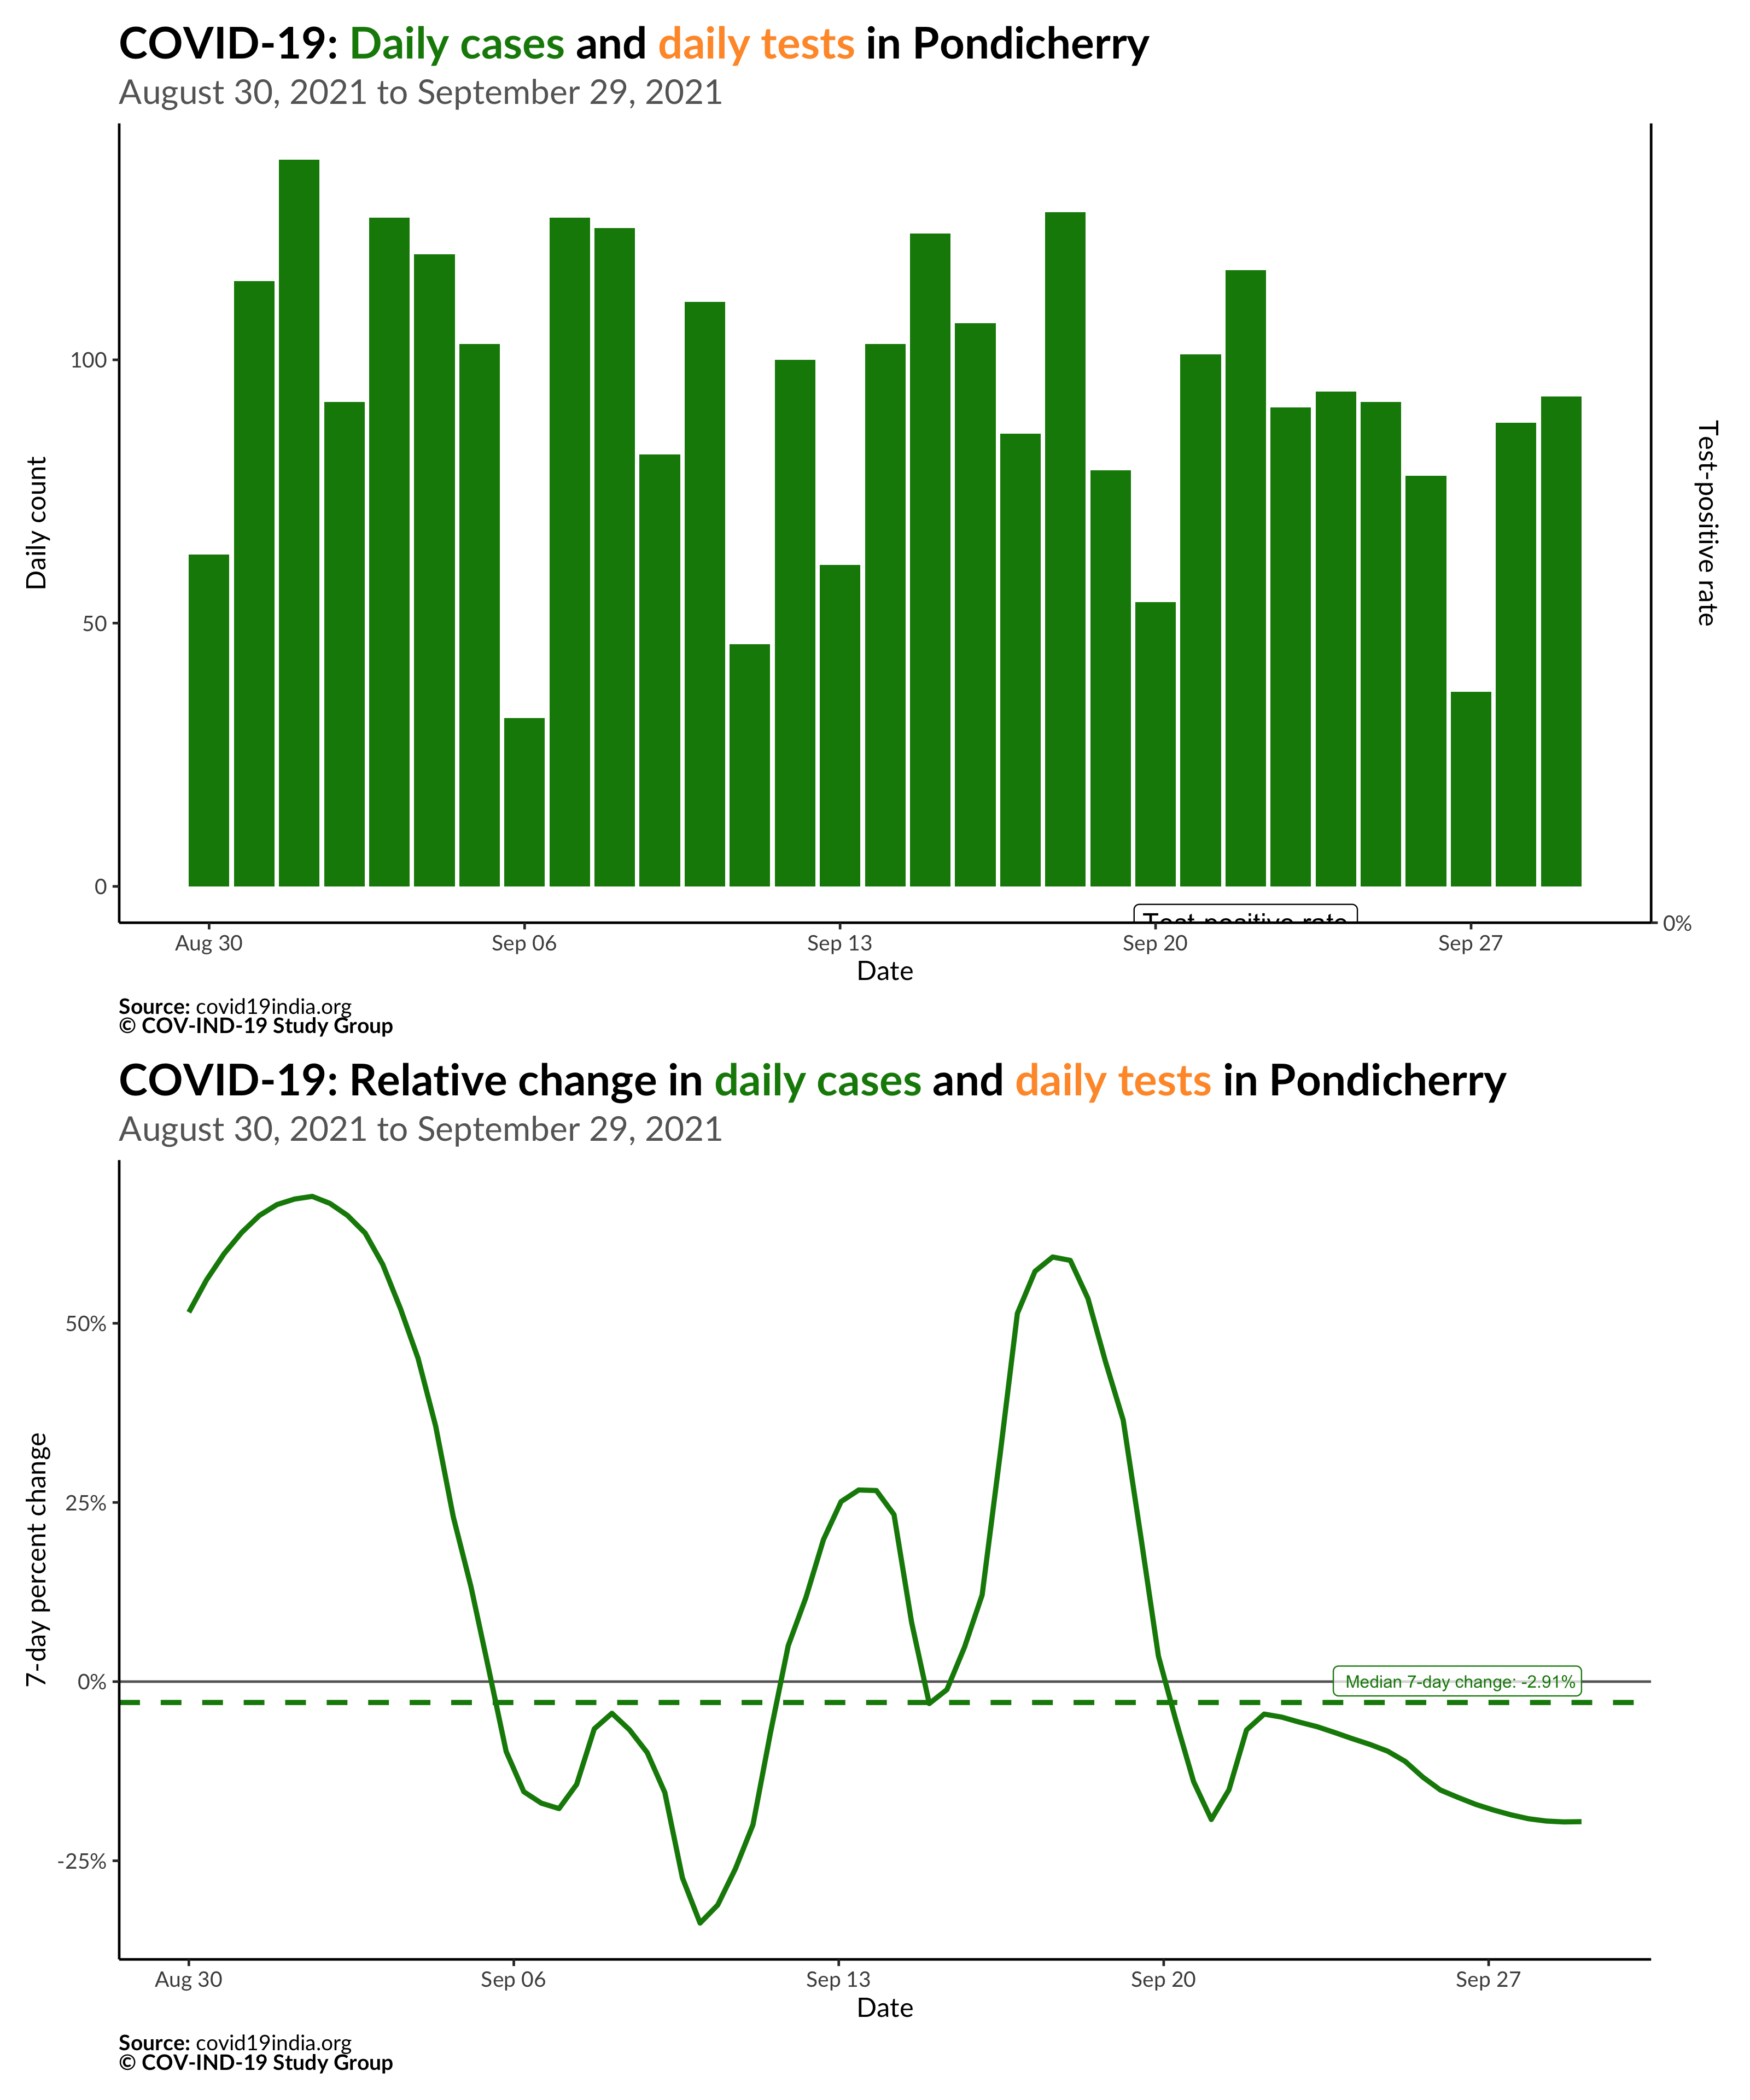 COVID-19: Daily cases and daily tests in Pondicherry
August 30, 2021 to September 29, 2021
100
50
0
Daily count
Test-positive rate
Test-positive rate
0%
Aug 30 Sep 06 Sep 13 Sep 20 Sep 27
Date
Source: covid19india.org
© COV-IND-19 Study Group
COVID-19: Relative change in daily cases and daily tests in Pondicherry
August 30, 2021 to September 29, 2021
50%
25%
0%
-25%
7-day percent change
Median 7-day change: -2.91%
Aug 30 Sep 06 Sep 13 Sep 20 Sep 27
Date
Source: covid19india.org
© COV-IND-19 Study Group